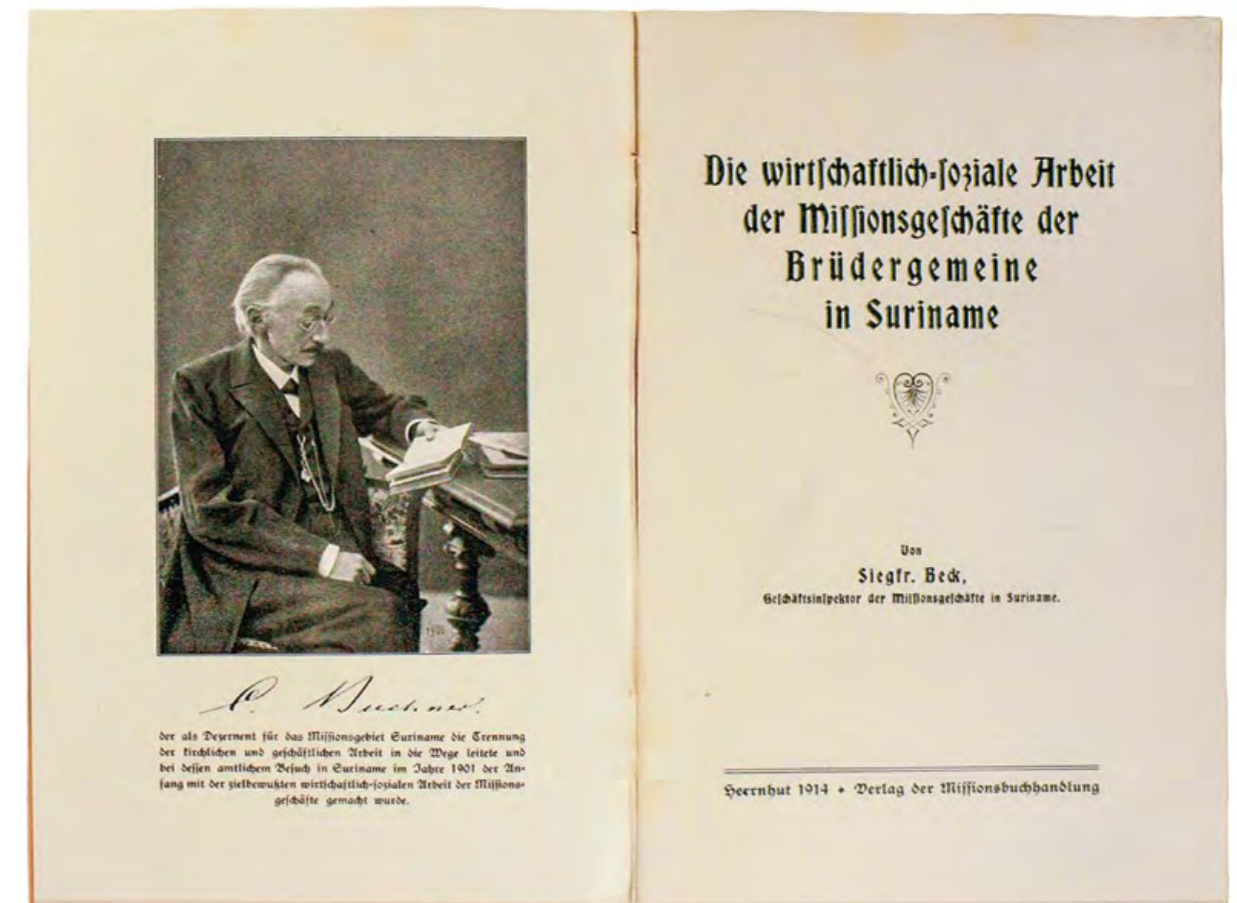 C. Buchner.
der als Dezernent für das Missionsgebiet Suriname die Trennung
der kirchlichen und geschäftlichen Arbeit in die Wege leitete und
bei dessen amtlichem Besuch in Suriname im Jahre 1901 der An-
fang mit der zielbewußten wirtschaftlich-sozialen Arbeit der Missions-
geschäfte gemacht wurde.
Die wirtschaftlich-soziale Arbeit
der Missionsgeschäfte der
Brüdergemeine
in Suriname
Von
Siegfr. Beck,
Geschäftsinspektor der Missionsgeschäfte in Suriname.
Herrnhut 1914 • Verlag der Missionsbuchhandlung